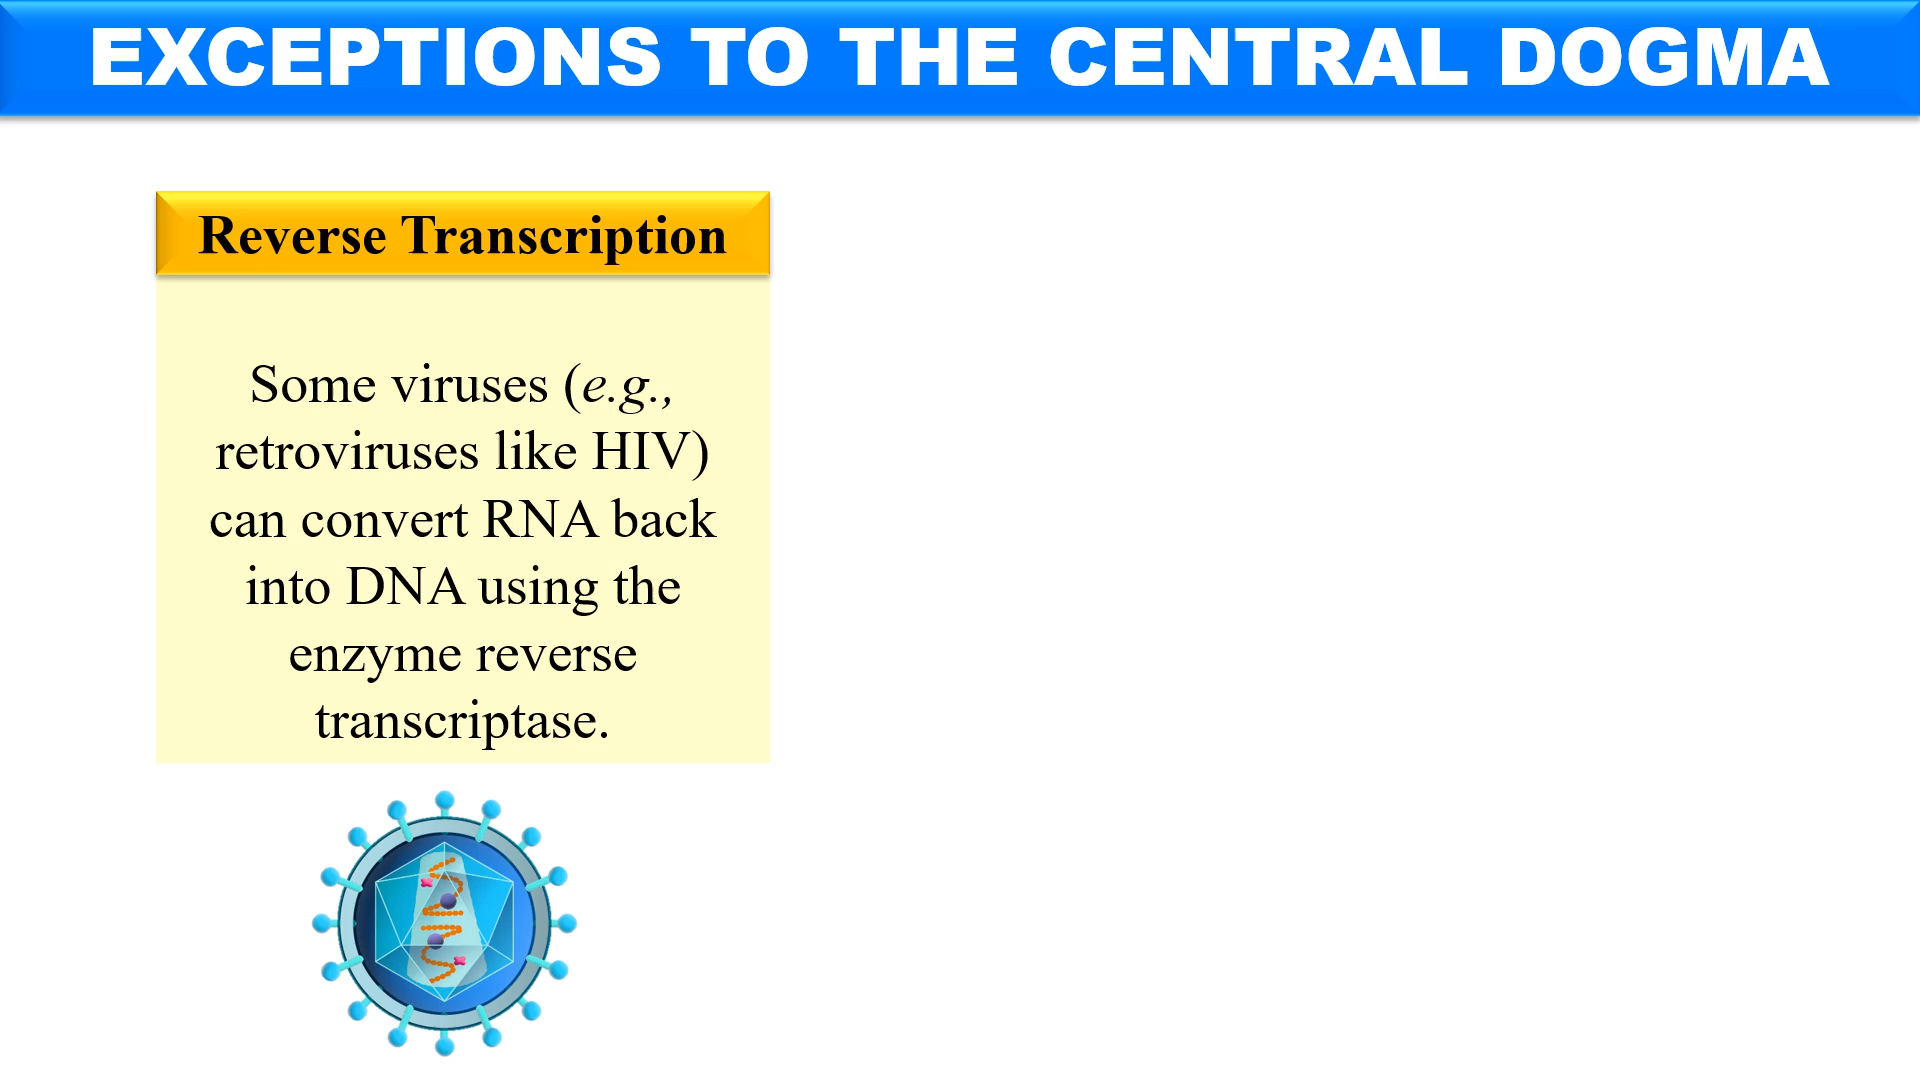 EXCEPTIONS TO THE CENTRAL DOGMA
Reverse Transcription
Some viruses (e.g.,
retroviruses like HIV)
can convert RNA back
into DNA using the
enzyme reverse
transcriptase.